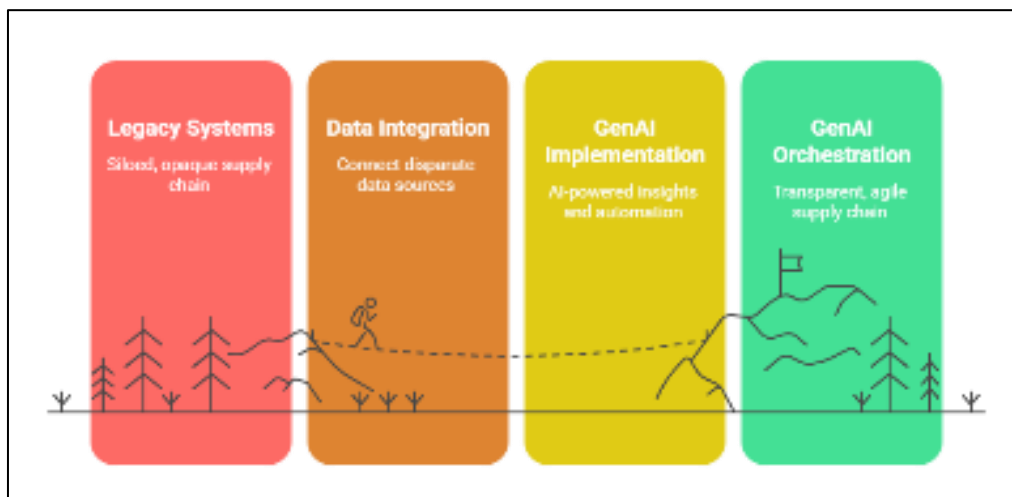 Legacy Systems
Siloed, opaque supply
chain
Data Integration
Connect disparate
data sources
GenAI
Implementation
AI-powered insights
and automation
GenAI
Orchestration
Transparent, agile
supply chain